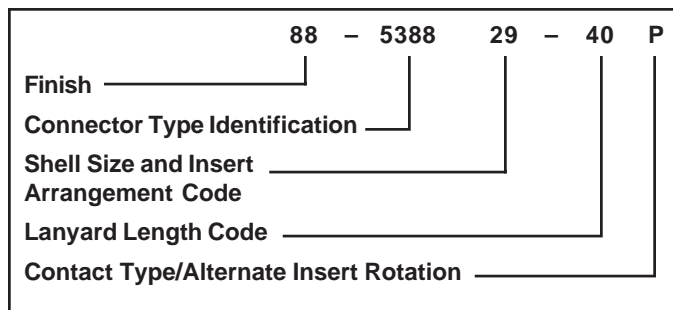 88 – 5388 29 – 40 P
Finish
Connector Type Identification
Shell Size and Insert
Arrangement Code
Lanyard Length Code
Contact Type/Alternate Insert Rotation